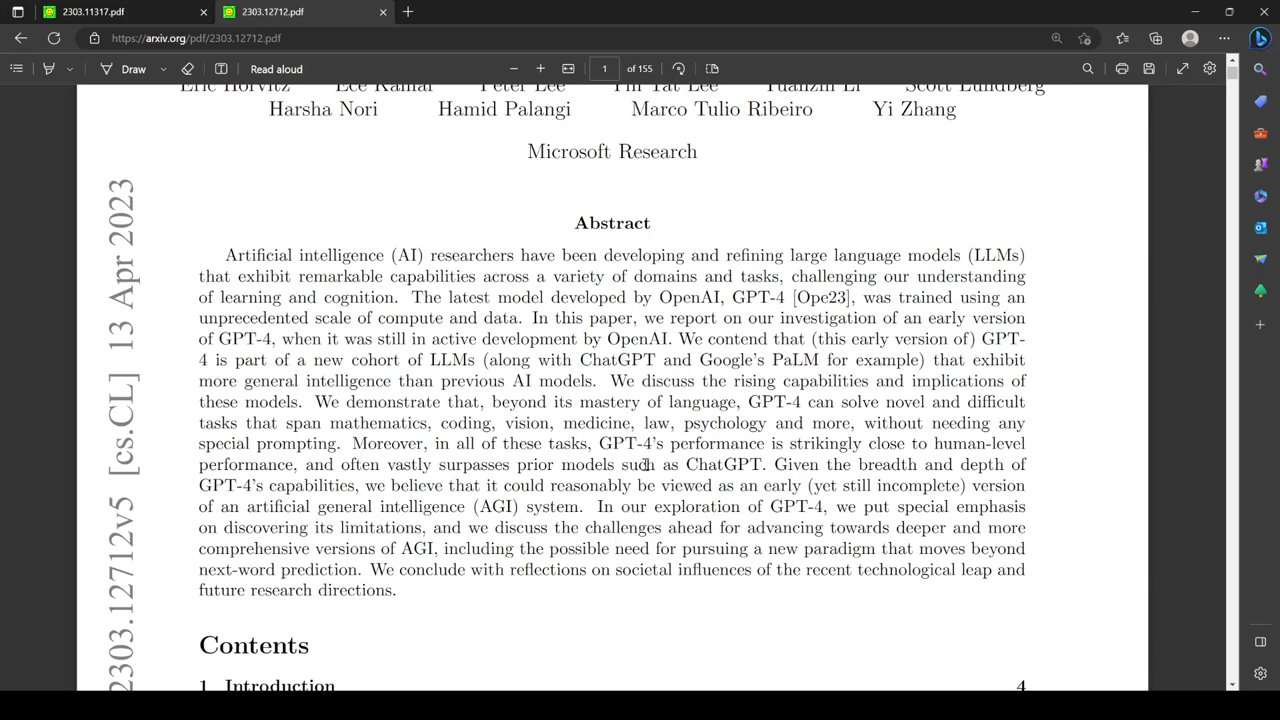 2303.11317.pdf
2303.12712.pdf
https://arxiv.org/pdf/2303.12712.pdf
Draw
Read aloud
1 of 155
Eric Horvitz Ece Kamar Peter Lee Yin Tat Lee Yuanzhi Li Scott Lundberg
Harsha Nori Hamid Palangi Marco Tulio Ribeiro Yi Zhang
Microsoft Research
Abstract
Artificial intelligence (AI) researchers have been developing and refining large language models (LLMs)
that exhibit remarkable capabilities across a variety of domains and tasks, challenging our understanding
of learning and cognition. The latest model developed by OpenAI, GPT-4 [Ope23], was trained using an
unprecedented scale of compute and data. In this paper, we report on our investigation of an early version
of GPT-4, when it was still in active development by OpenAI. We contend that (this early version of) GPT-
4 is part of a new cohort of LLMs (along with ChatGPT and Google's PaLM for example) that exhibit
more general intelligence than previous AI models. We discuss the rising capabilities and implications of
these models. We demonstrate that, beyond its mastery of language, GPT-4 can solve novel and difficult
tasks that span mathematics, coding, vision, medicine, law, psychology and more, without needing any
special prompting. Moreover, in all of these tasks, GPT-4's performance is strikingly close to human-level
performance, and often vastly surpasses prior models such as ChatGPT. Given the breadth and depth of
GPT-4's capabilities, we believe that it could reasonably be viewed as an early (yet still incomplete) version
of an artificial general intelligence (AGI) system. In our exploration of GPT-4, we put special emphasis
on discovering its limitations, and we discuss the challenges ahead for advancing towards deeper and more
comprehensive versions of AGI, including the possible need for pursuing a new paradigm that moves beyond
next-word prediction. We conclude with reflections on societal influences of the recent technological leap and
future research directions.
2303.12712v5 [cs.CL] 13 Apr 2023
Contents
1 Introduction 4